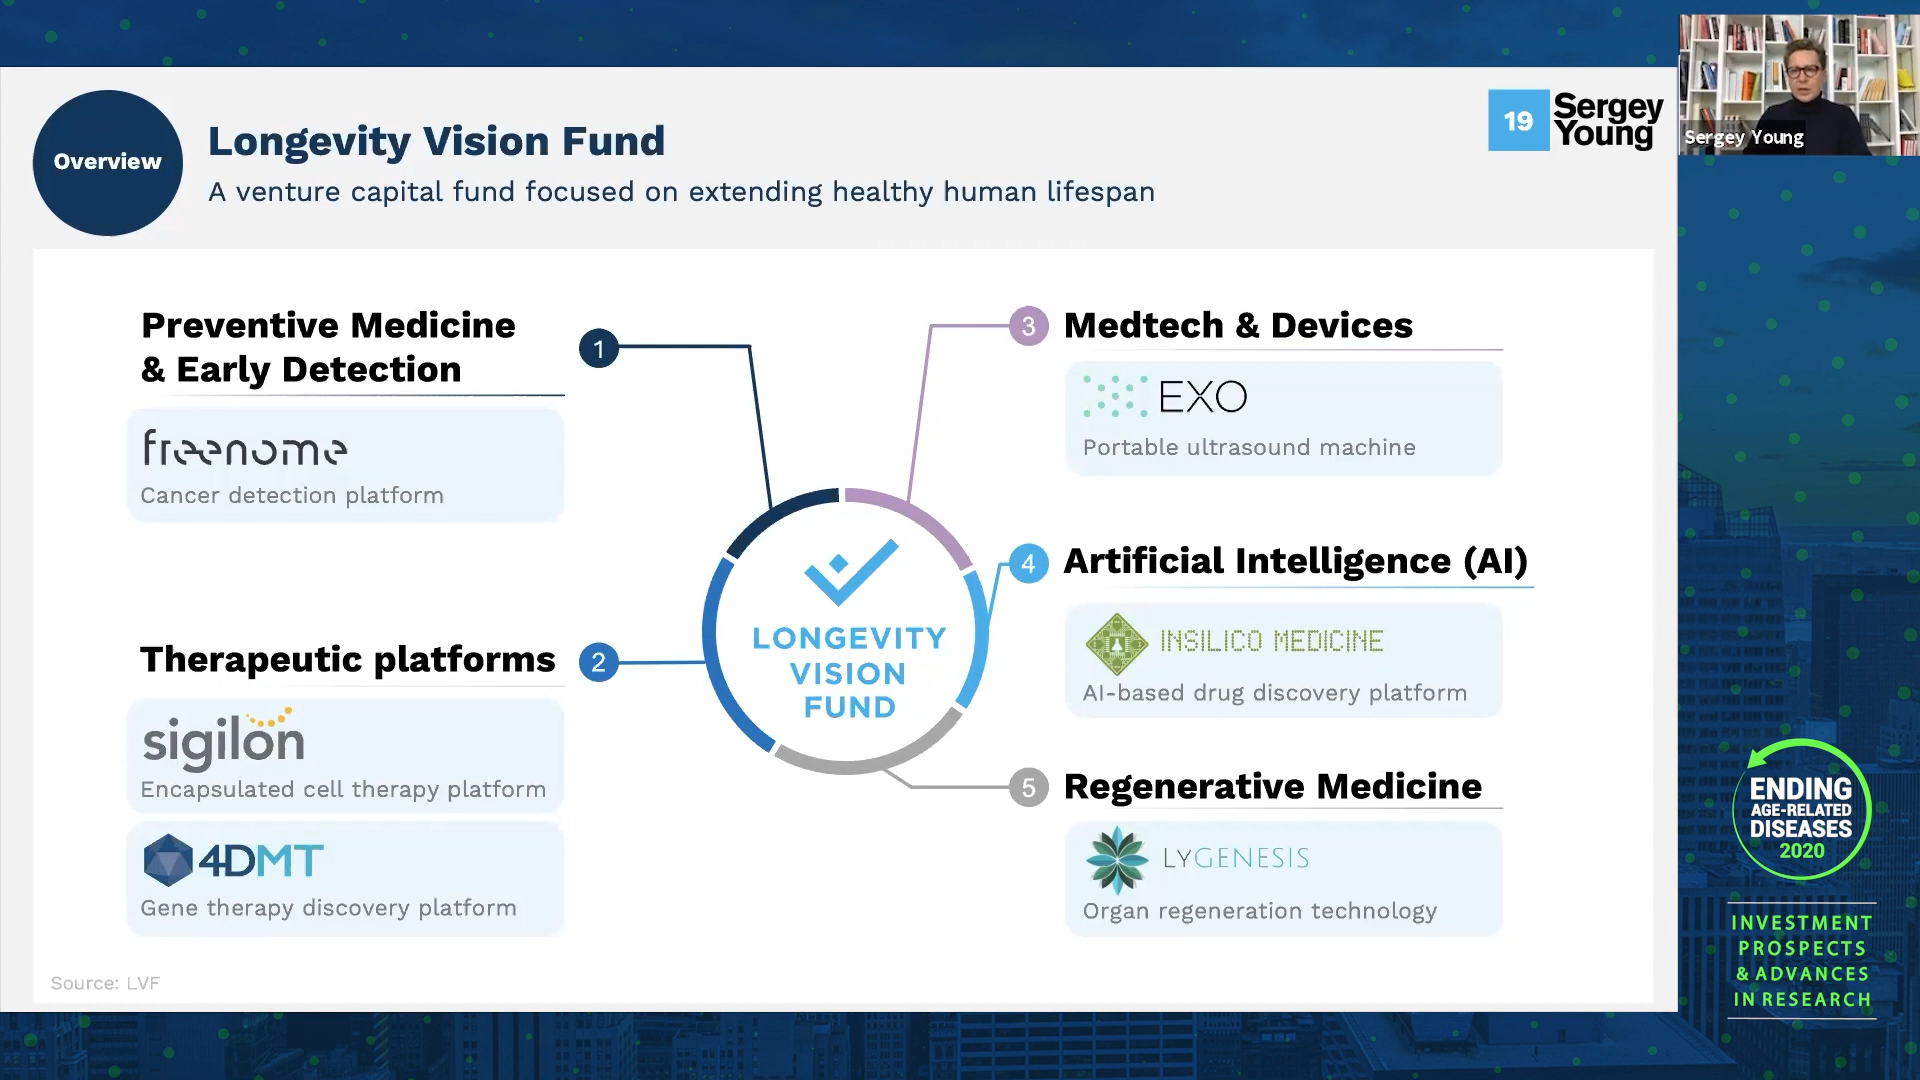 Overview
Longevity Vision Fund
A venture capital fund focused on extending healthy human lifespan
19
Sergey
Young
Sergey Young
Preventive Medicine
& Early Detection
1
freenome
Cancer detection platform
Therapeutic platforms
2
sigilon
Encapsulated cell therapy platform
4DMT
Gene therapy discovery platform
LONGEVITY
VISION
FUND
3
Medtech & Devices
EXO
Portable ultrasound machine
4
Artificial Intelligence (AI)
INSILICO MEDICINE
AI-based drug discovery platform
5
Regenerative Medicine
LYGENESIS
Organ regeneration technology
Source: LVF
ENDING
AGE-RELATED
DISEASES
2020
INVESTMENT
PROSPECTS
& ADVANCES
IN RESEARCH